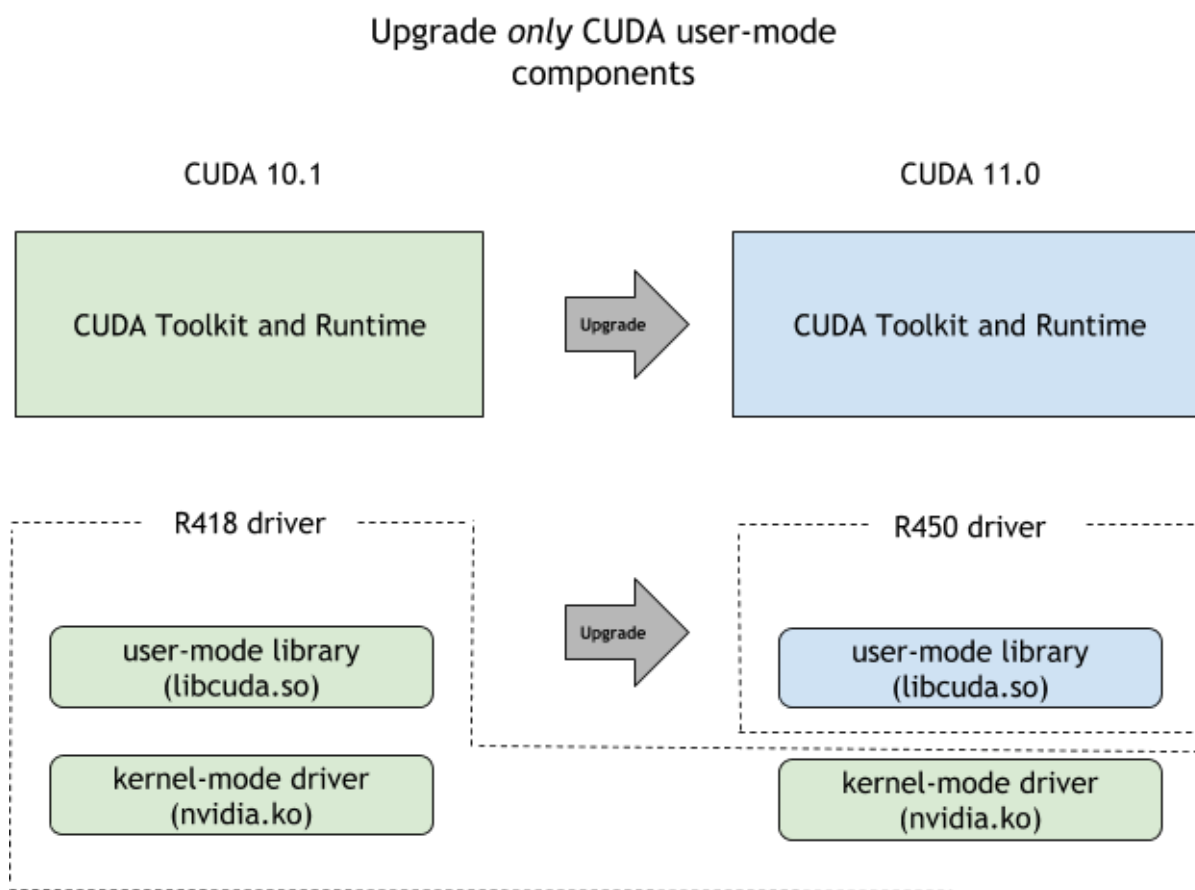 Upgrade only CUDA user-mode
components
CUDA 10.1
CUDA 11.0
CUDA Toolkit and Runtime
Upgrade
CUDA Toolkit and Runtime
R418 driver
R450 driver
user-mode library
(libcuda.so)
Upgrade
user-mode library
(libcuda.so)
kernel-mode driver
(nvidia.ko)
kernel-mode driver
(nvidia.ko)